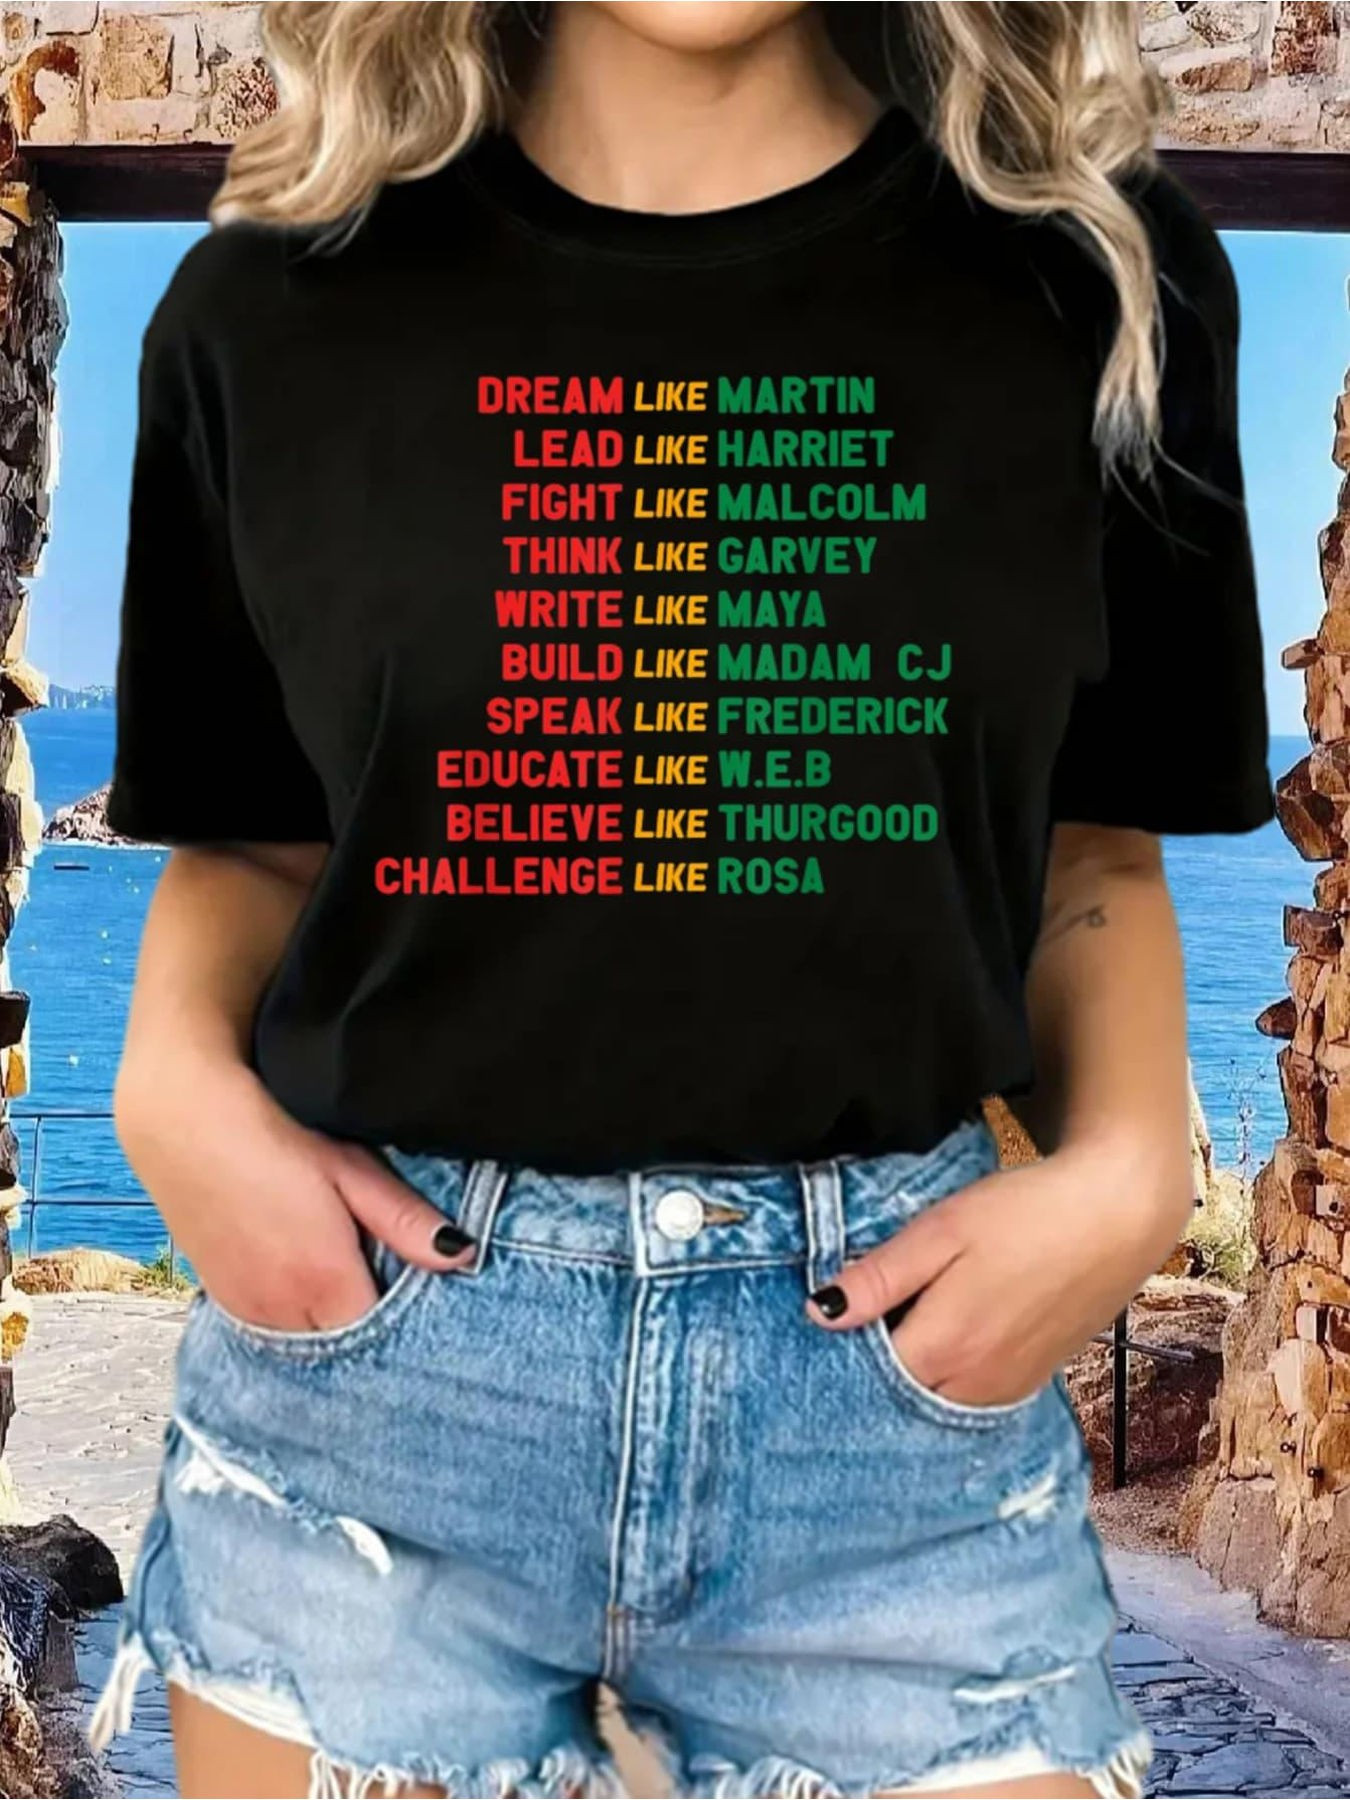 DREAM LIKE MARTIN
LEAD LIKE HARRIET
FIGHT LIKE MALCOLM
THINK LIKE GARVEY
WRITE LIKE MAYA
BUILD LIKE MADAM CJ
SPEAK LIKE FREDERICK
EDUCATE LIKE W.E.B
BELIEVE LIKE THURGOOD
CHALLENGE LIKE ROSA